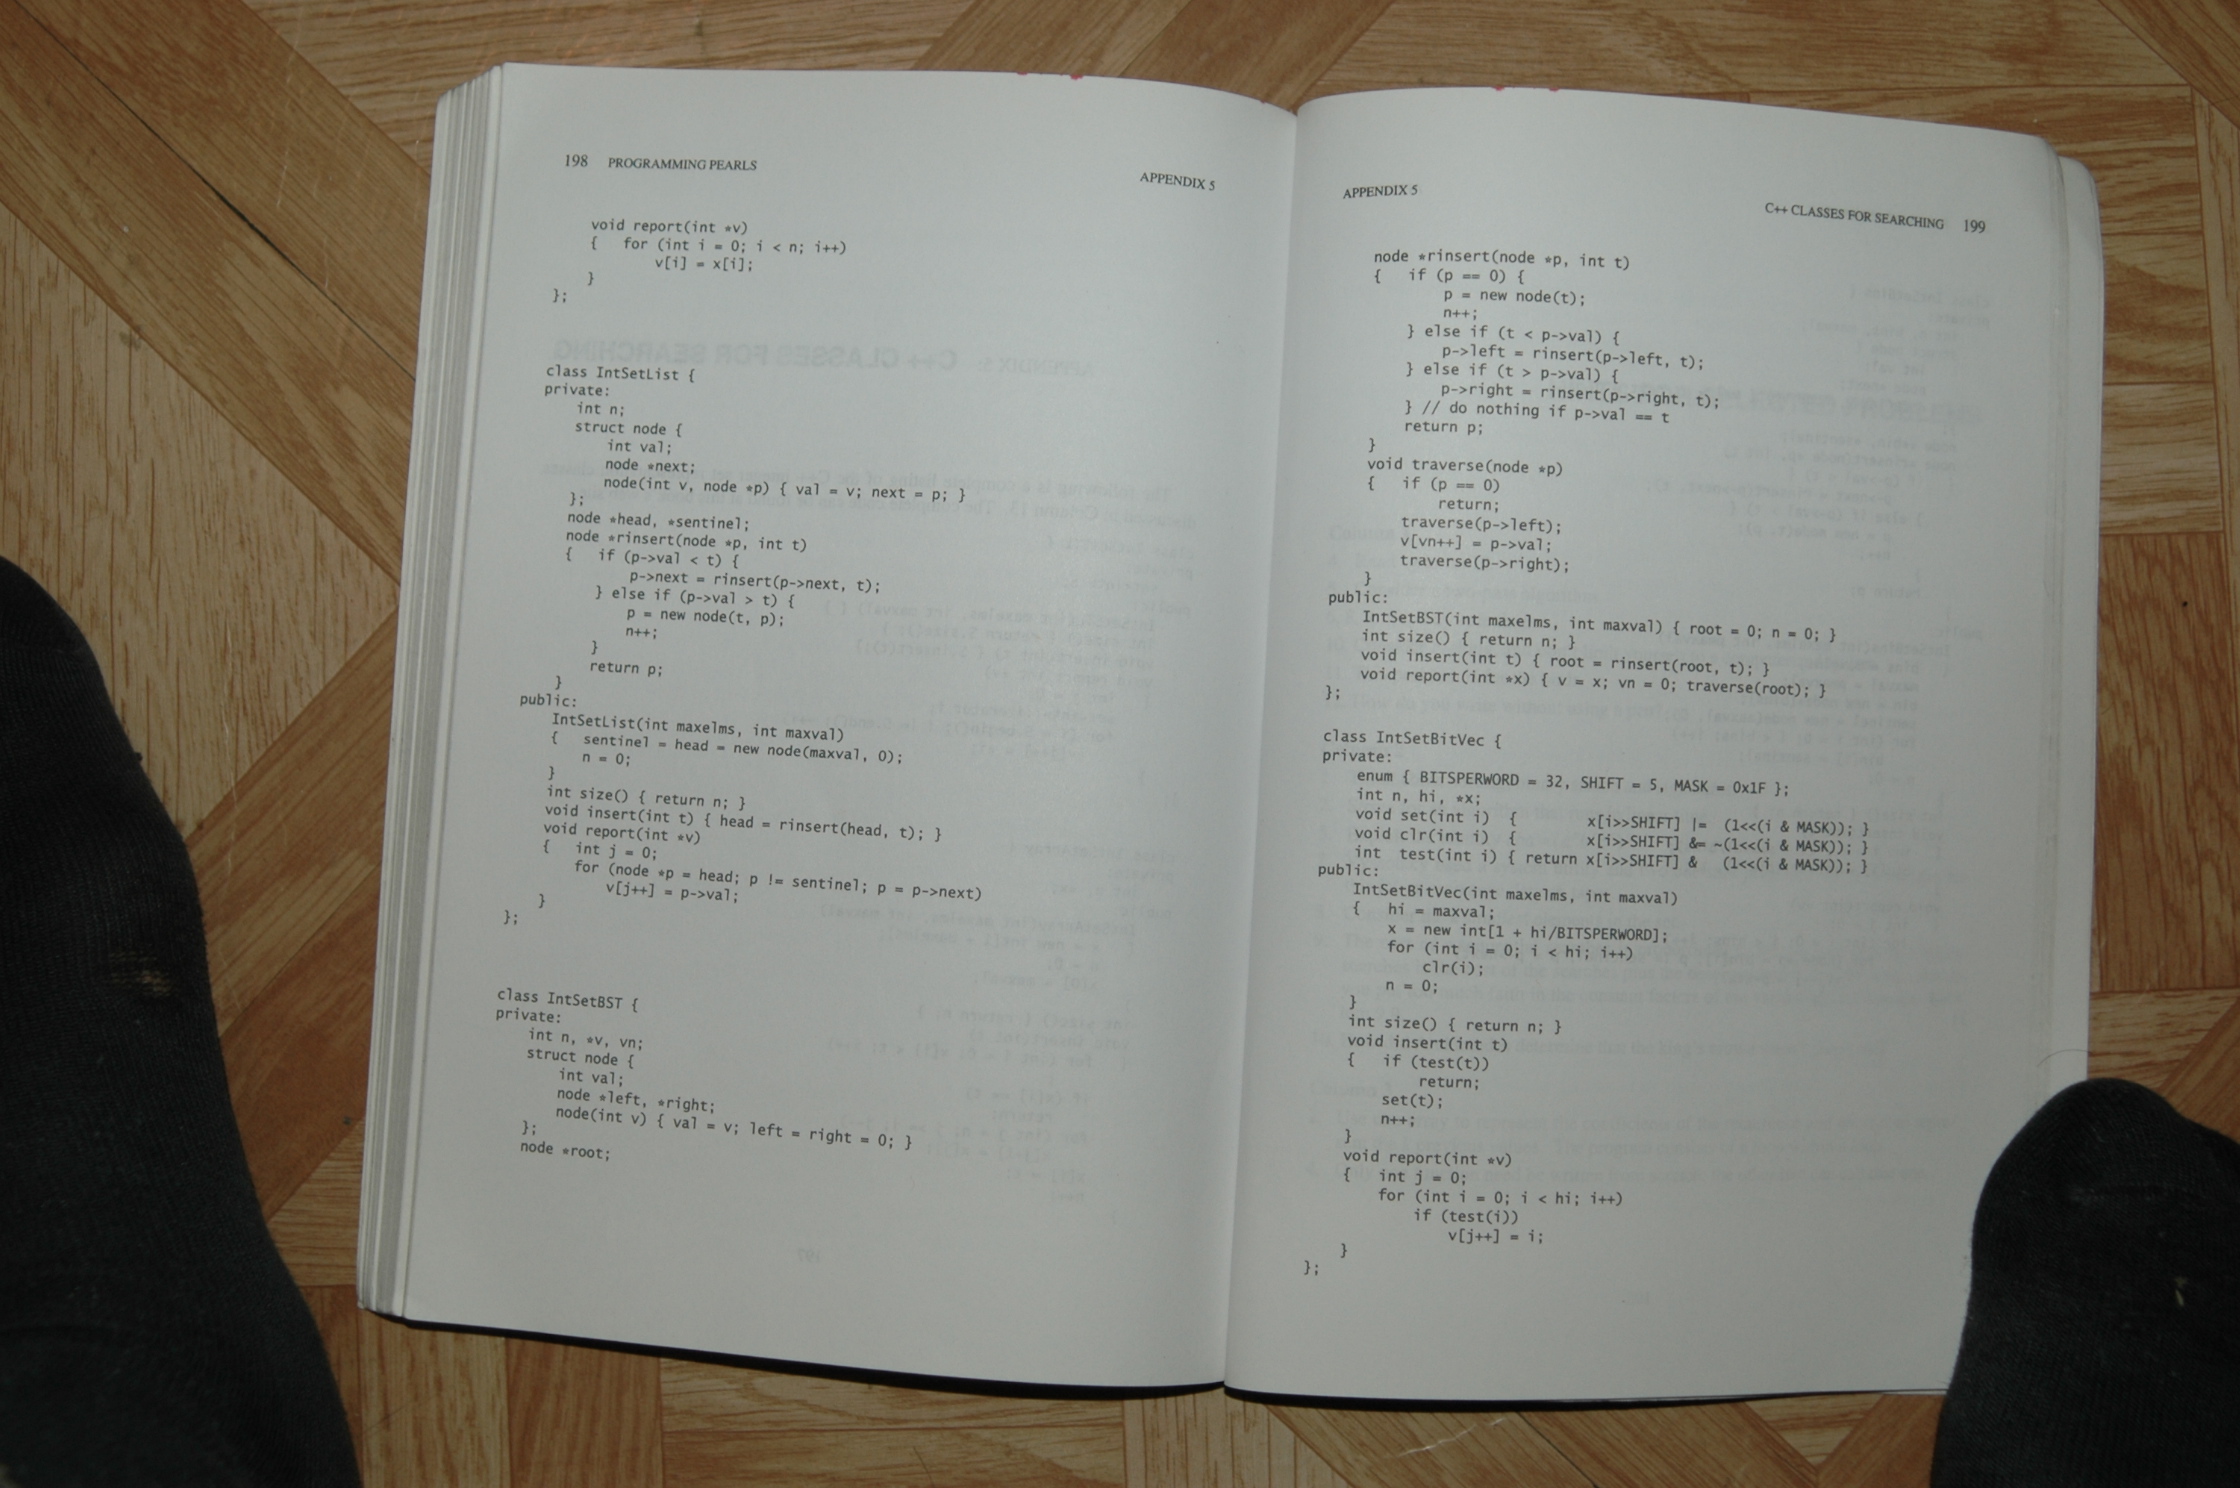 198 PROGRAMMING PEARLS APPENDIX 5
void report(int *v)
{ for (int i = 0; i < n; i++)
v[i] = x[i];
}
};
class IntSetList {
private:
int n;
struct node {
int val;
node *next;
node(int v, node *p) { val = v; next = p; }
};
node *head, *sentinel;
node *rinsert(node *p, int t)
{ if (p->val < t) {
p->next = rinsert(p->next, t);
} else if (p->val > t) {
p = new node(t, p);
n++;
}
return p;
}
public:
IntSetList(int maxelms, int maxval)
{ sentinel = head = new node(maxval, 0);
n = 0;
}
int size() { return n; }
void insert(int t) { head = rinsert(head, t); }
void report(int *v)
{ int j = 0;
for (node *p = head; p != sentinel; p = p->next)
v[j++] = p->val;
}
};
class IntSetBST {
private:
int n, *v, vn;
struct node {
int val;
node *left, *right;
node(int v) { val = v; left = right = 0; }
};
node *root;
APPENDIX 5 C++ CLASSES FOR SEARCHING 199
node *rinsert(node *p, int t)
{ if (p == 0) {
p = new node(t);
n++;
} else if (t < p->val) {
p->left = rinsert(p->left, t);
} else if (t > p->val) {
p->right = rinsert(p->right, t);
} // do nothing if p->val == t
return p;
}
void traverse(node *p)
{ if (p == 0)
return;
traverse(p->left);
v[vn++] = p->val;
traverse(p->right);
}
public:
IntSetBST(int maxelms, int maxval) { root = 0; n = 0; }
int size() { return n; }
void insert(int t) { root = rinsert(root, t); }
void report(int *x) { v = x; vn = 0; traverse(root); }
};
class IntSetBitVec {
private:
enum { BITSPERWORD = 32, SHIFT = 5, MASK = 0x1F };
int n, hi, *x;
void set(int i) { x[i>>SHIFT] |= (1<<(i & MASK)); }
void clr(int i) { x[i>>SHIFT] &= ~(1<<(i & MASK)); }
int test(int i) { return x[i>>SHIFT] & (1<<(i & MASK)); }
public:
IntSetBitVec(int maxelms, int maxval)
{ hi = maxval;
x = new int[1 + hi/BITSPERWORD];
for (int i = 0; i < hi; i++)
clr(i);
n = 0;
}
int size() { return n; }
void insert(int t)
{ if (test(t))
return;
set(t);
n++;
}
void report(int *v)
{ int j = 0;
for (int i = 0; i < hi; i++)
if (test(i))
v[j++] = i;
}
};